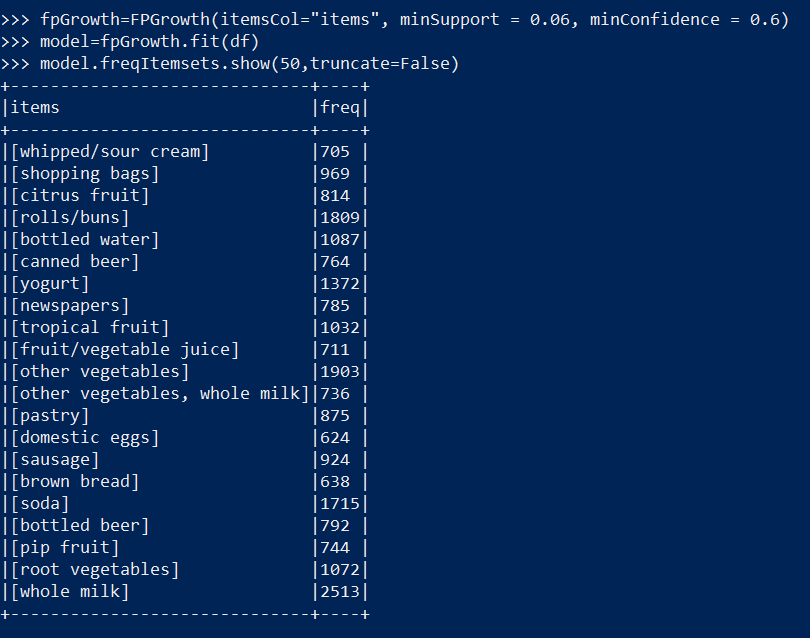 >>> fpGrowth=FPGrowth(itemsCol="items", minSupport = 0.06, minConfidence = 0.6)
>>> model=fpGrowth.fit(df)
>>> model.freqItemsets.show(50,truncate=False)
+------------------------------+----+
|items                         |freq|
+------------------------------+----+
|[whipped/sour cream]          |705 |
|[shopping bags]               |969 |
|[citrus fruit]                |814 |
|[rolls/buns]                  |1809|
|[bottled water]               |1087|
|[canned beer]                 |764 |
|[yogurt]                      |1372|
|[newspapers]                  |785 |
|[tropical fruit]              |1032|
|[fruit/vegetable juice]       |711 |
|[other vegetables]            |1903|
|[other vegetables, whole milk]|736 |
|[pastry]                      |875 |
|[domestic eggs]               |624 |
|[sausage]                     |924 |
|[brown bread]                 |638 |
|[soda]                        |1715|
|[bottled beer]                |792 |
|[pip fruit]                   |744 |
|[root vegetables]             |1072|
|[whole milk]                  |2513|
+------------------------------+----+